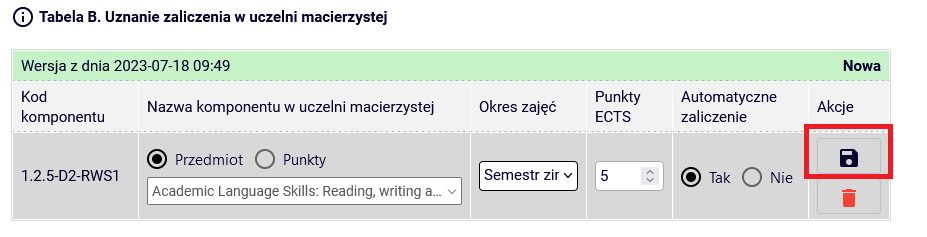 Tabela B. Uznanie zaliczenia w uczelni macierzystej
Wersja z dnia 2023-07-18 09:49 Nowa
Kod komponentu Nazwa komponentu w uczelni macierzystej Okres zajęć Punkty ECTS Automatyczne zaliczenie Akcje
Przedmiot Punkty
1.2.5-D2-RWS1 Semestr zir 5 Tak Nie
Academic Language Skills: Reading, writing a...